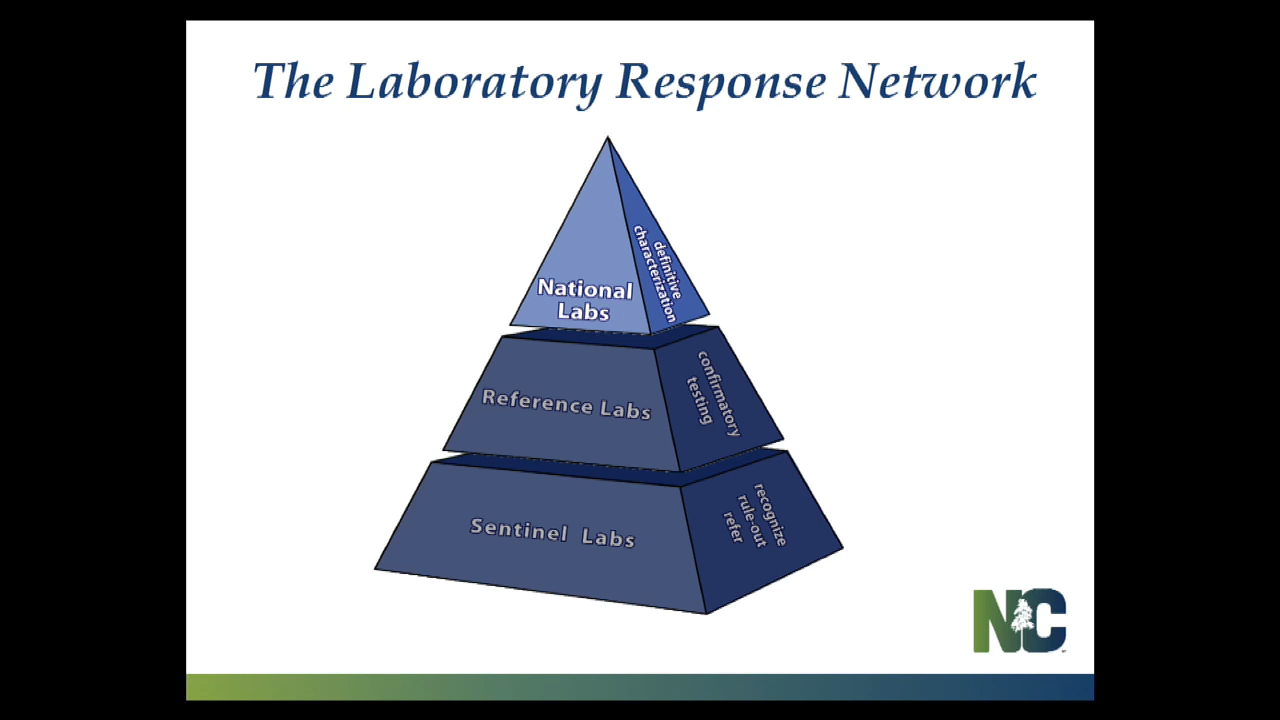 The Laboratory Response Network
National
Labs
definitive
characterization
Reference Labs
confirmatory
testing
Sentinel Labs
recognize
rule-out
refer
NC